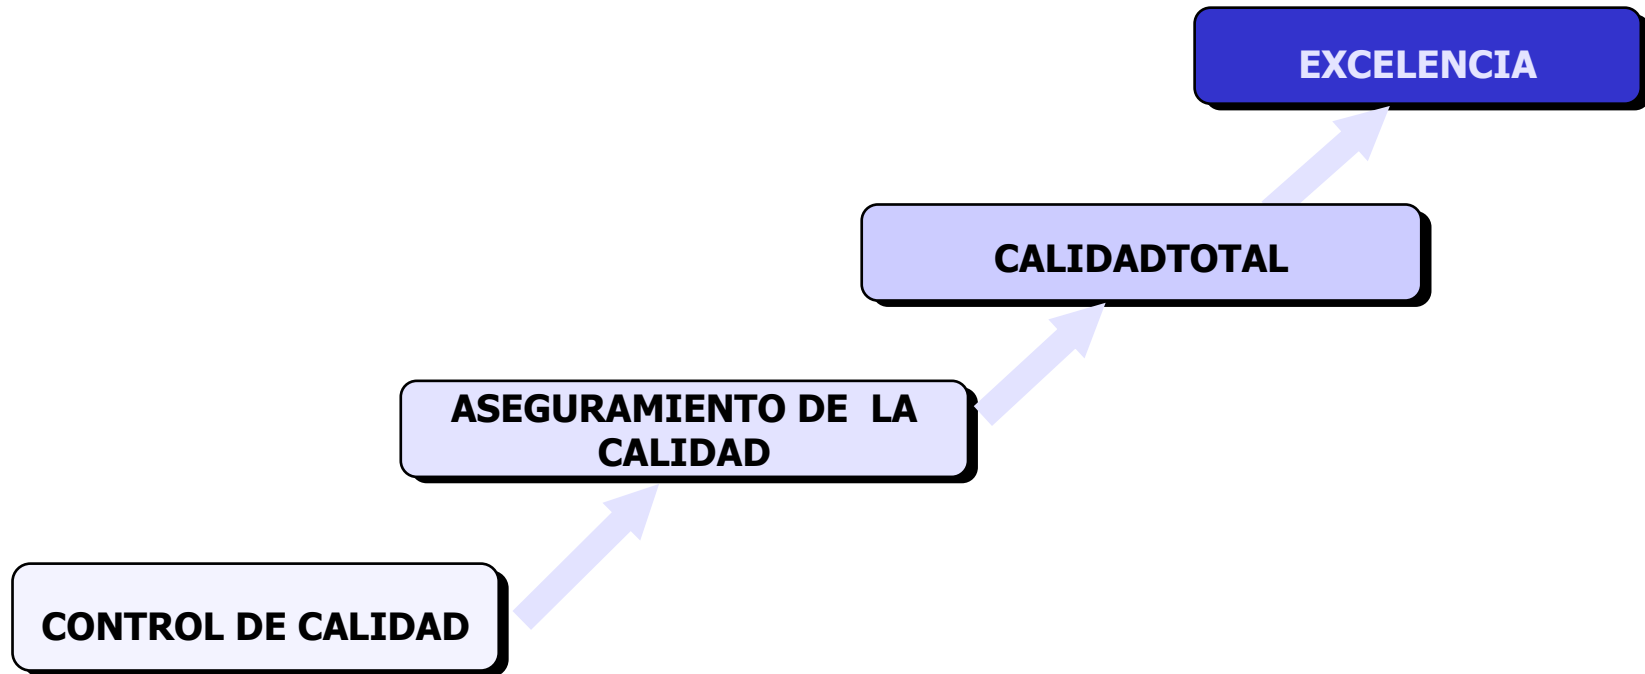 EXCELENCIA
CALIDADTOTAL
ASEGURAMIENTO DE  LA
CALIDAD
CONTROL DE CALIDAD